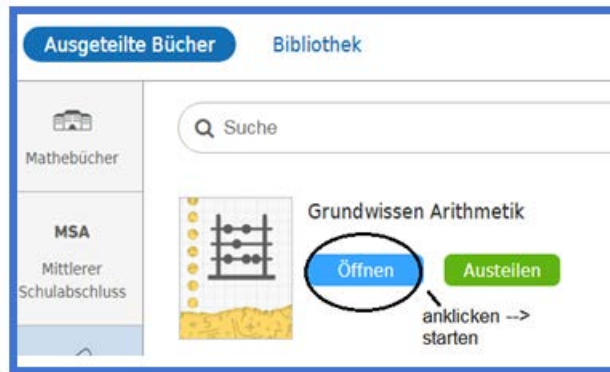 Ausgeteilte Bücher
Bibliothek
Mathebücher
Suche
MSA
Mittlerer
Schulabschluss
Grundwissen Arithmetik
Öffnen
Austeilen
anklicken -->
starten